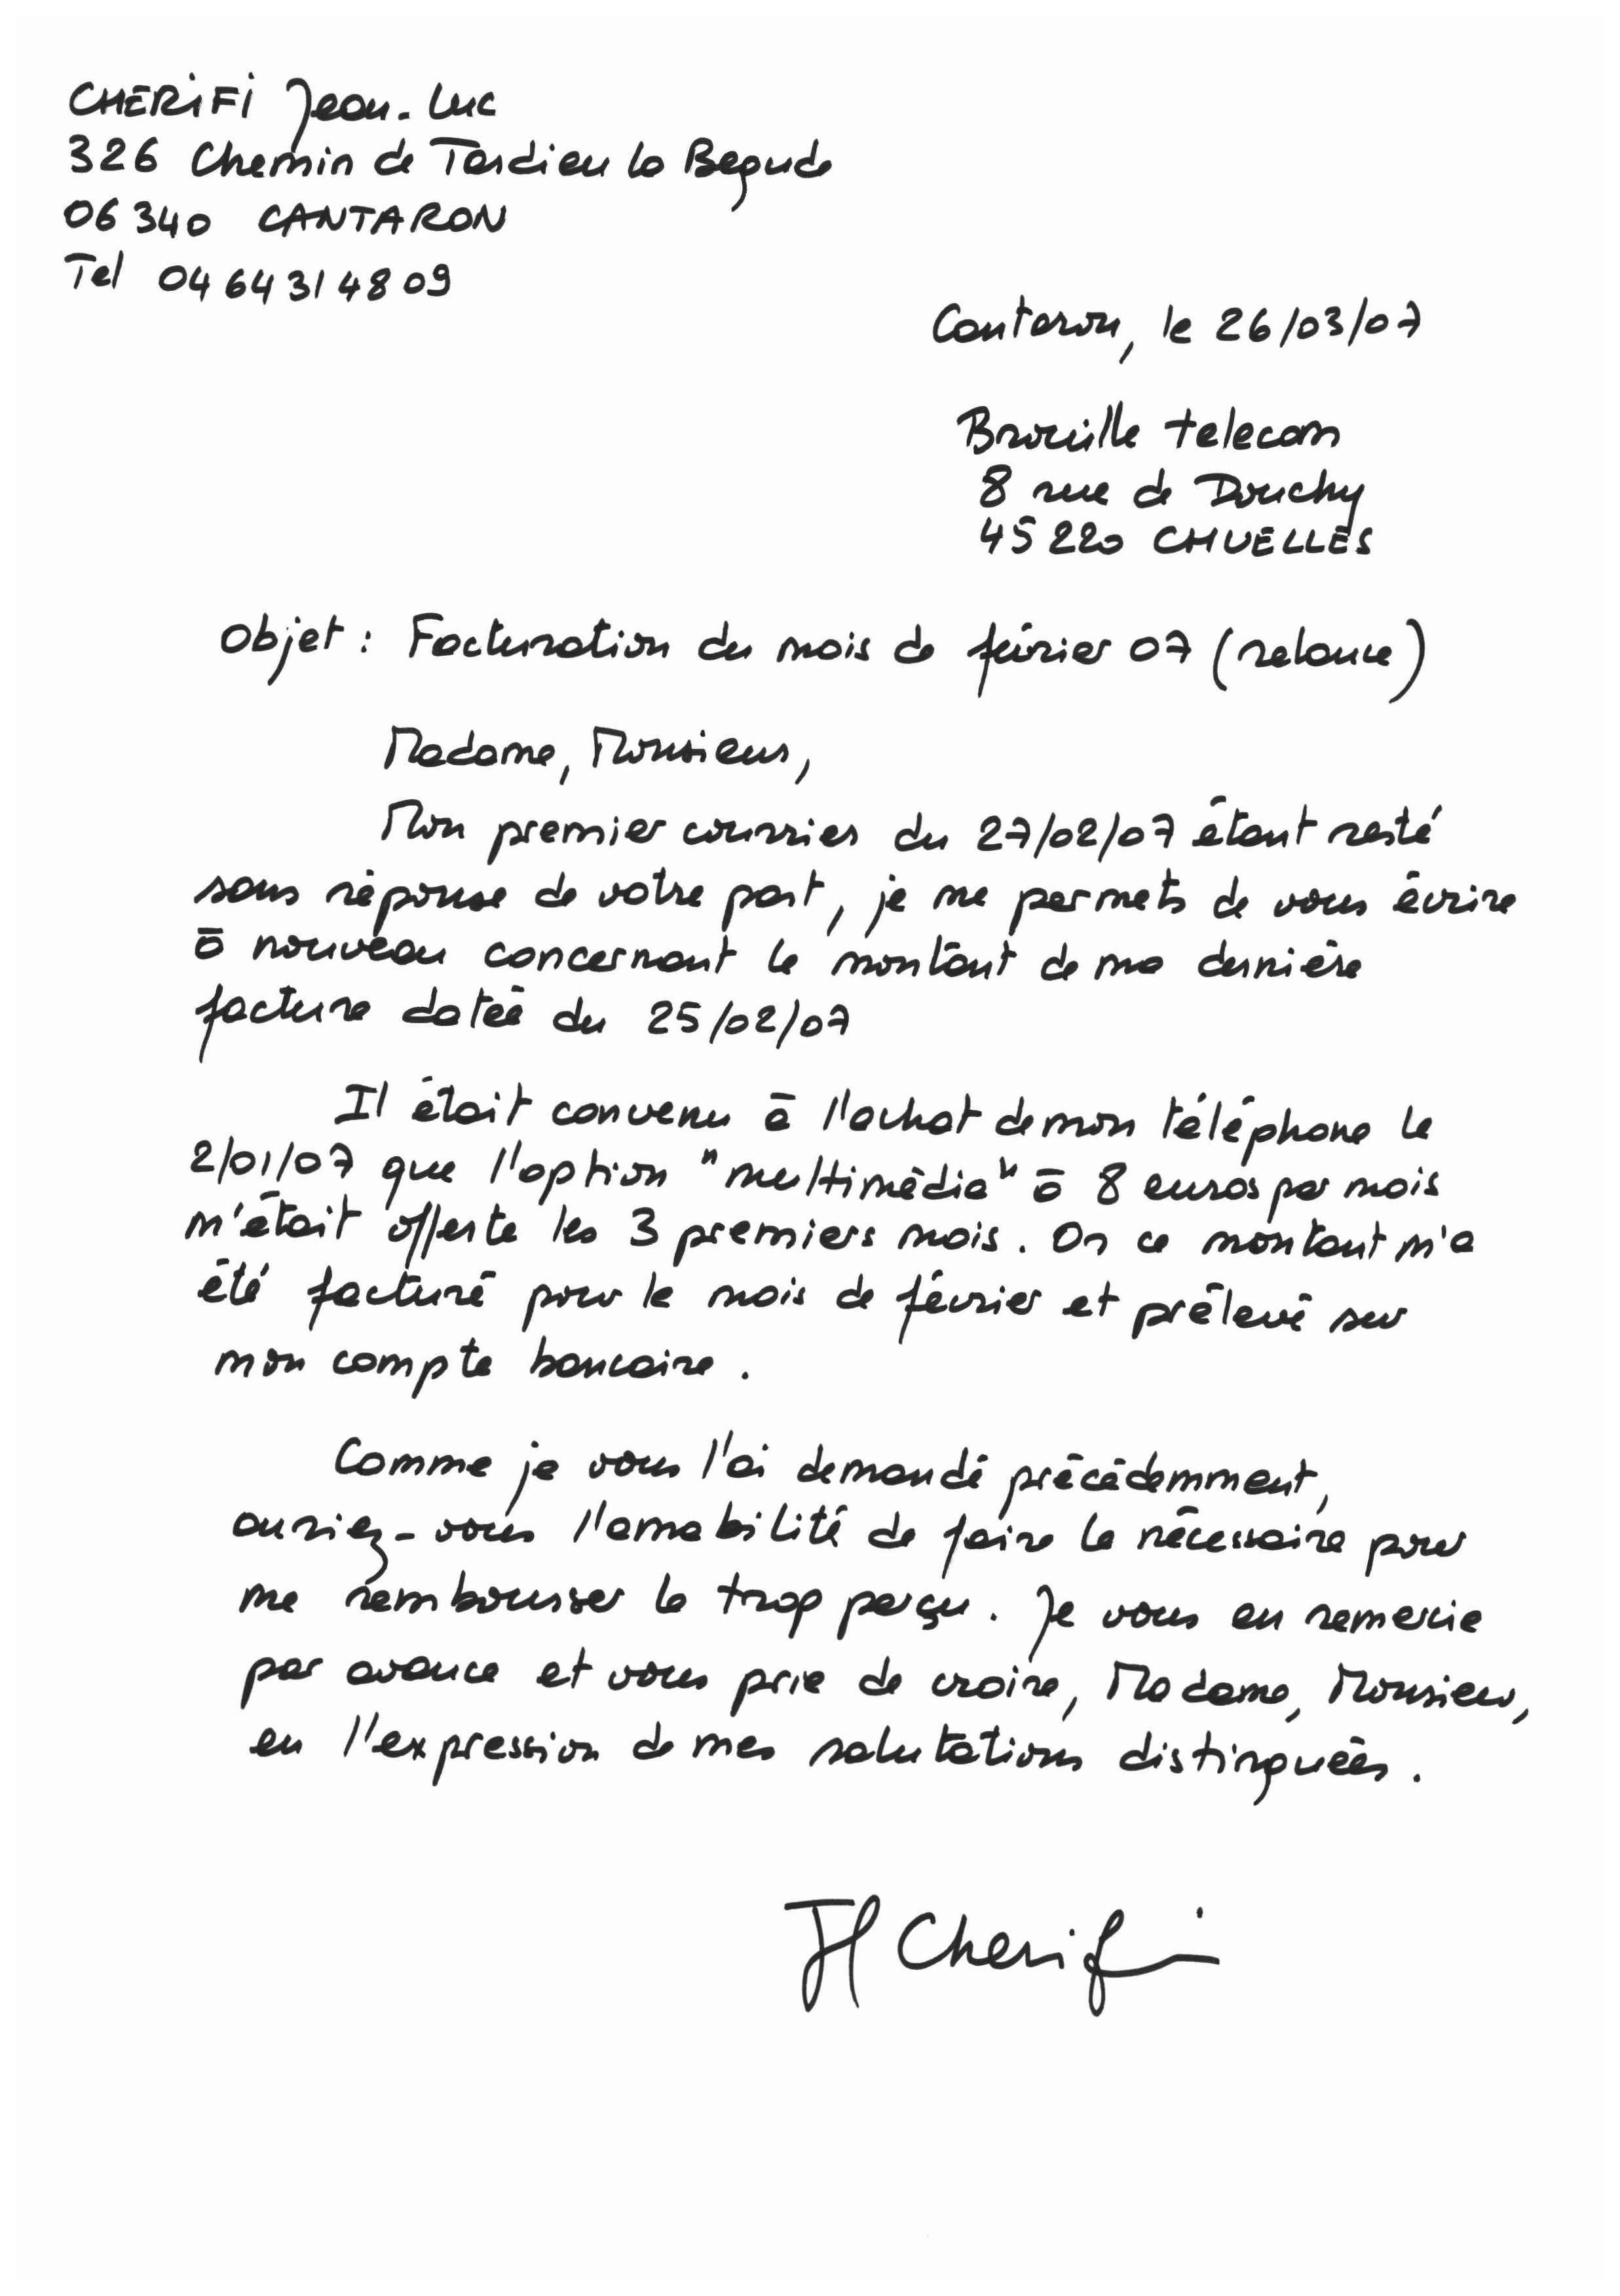 CHERIFI Jean-Luc
326 Chemin de Tardieu la Begude
06340 CANTARON
Tel 04 64 31 48 09
Cantaron, le 26/03/07
Brouille telecom
8 rue de Douchy
45220 CHUELLES
Objet : Facturation du mois de février 07 (relance)
Madame, Monsieur,
Mon premier courrier du 27/02/07 étant resté
sans réponse de votre part, je me permets de vous écrire
à nouveau concernant le montant de ma dernière
facture datée du 25/02/07
Il était convenu à l'achat de mon téléphone le
2/01/07 que l'option "multimédia" à 8 euros par mois
m'était offerte les 3 premiers mois. Or ce montant m'a
été facturé pour le mois de février et prélevé sur
mon compte bancaire.
Comme je vous l'ai demandé précédemment,
auriez-vous l'amabilité de faire le nécessaire pour
me rembourser le trop perçu. Je vous en remercie
par avance et vous prie de croire, Madame, Monsieur,
en l'expression de mes salutations distinguées.
JL Cherifi